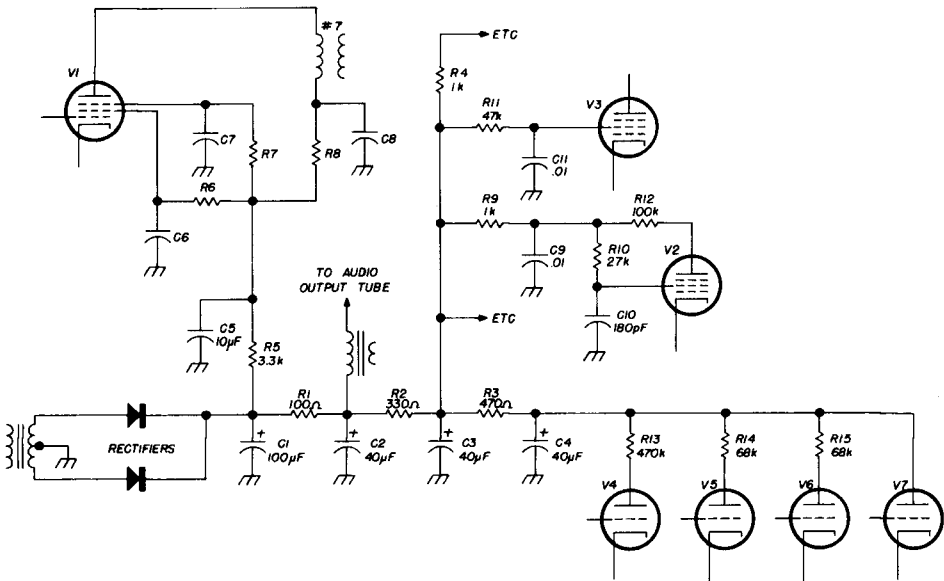 #7
ETC
V1
R4
1k
R11
47k
V3
C7
R7
R8
C8
C11
.01
R6
R9
1k
R12
100k
C6
C9
.01
R10
27k
V2
TO AUDIO
OUTPUT TUBE
ETC
C10
180pF
C5
10µF
R5
3.3k
R1
100Ω
R2
330Ω
R3
470Ω
RECTIFIERS
C1
100µF
C2
40µF
C3
40µF
C4
40µF
R13
470k
R14
68k
R15
68k
V4
V5
V6
V7